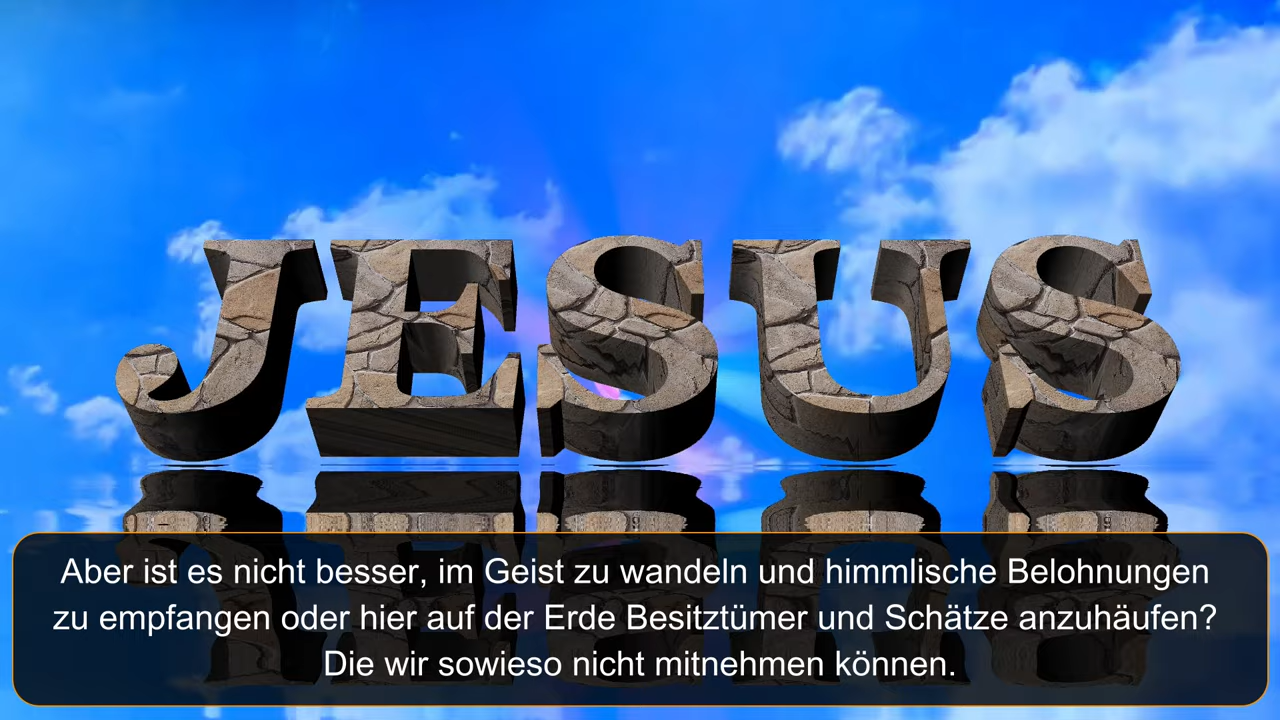 JESUS
Aber ist es nicht besser, im Geist zu wandeln und himmlische Belohnungen
zu empfangen oder hier auf der Erde Besitztümer und Schätze anzuhäufen?
Die wir sowieso nicht mitnehmen können.